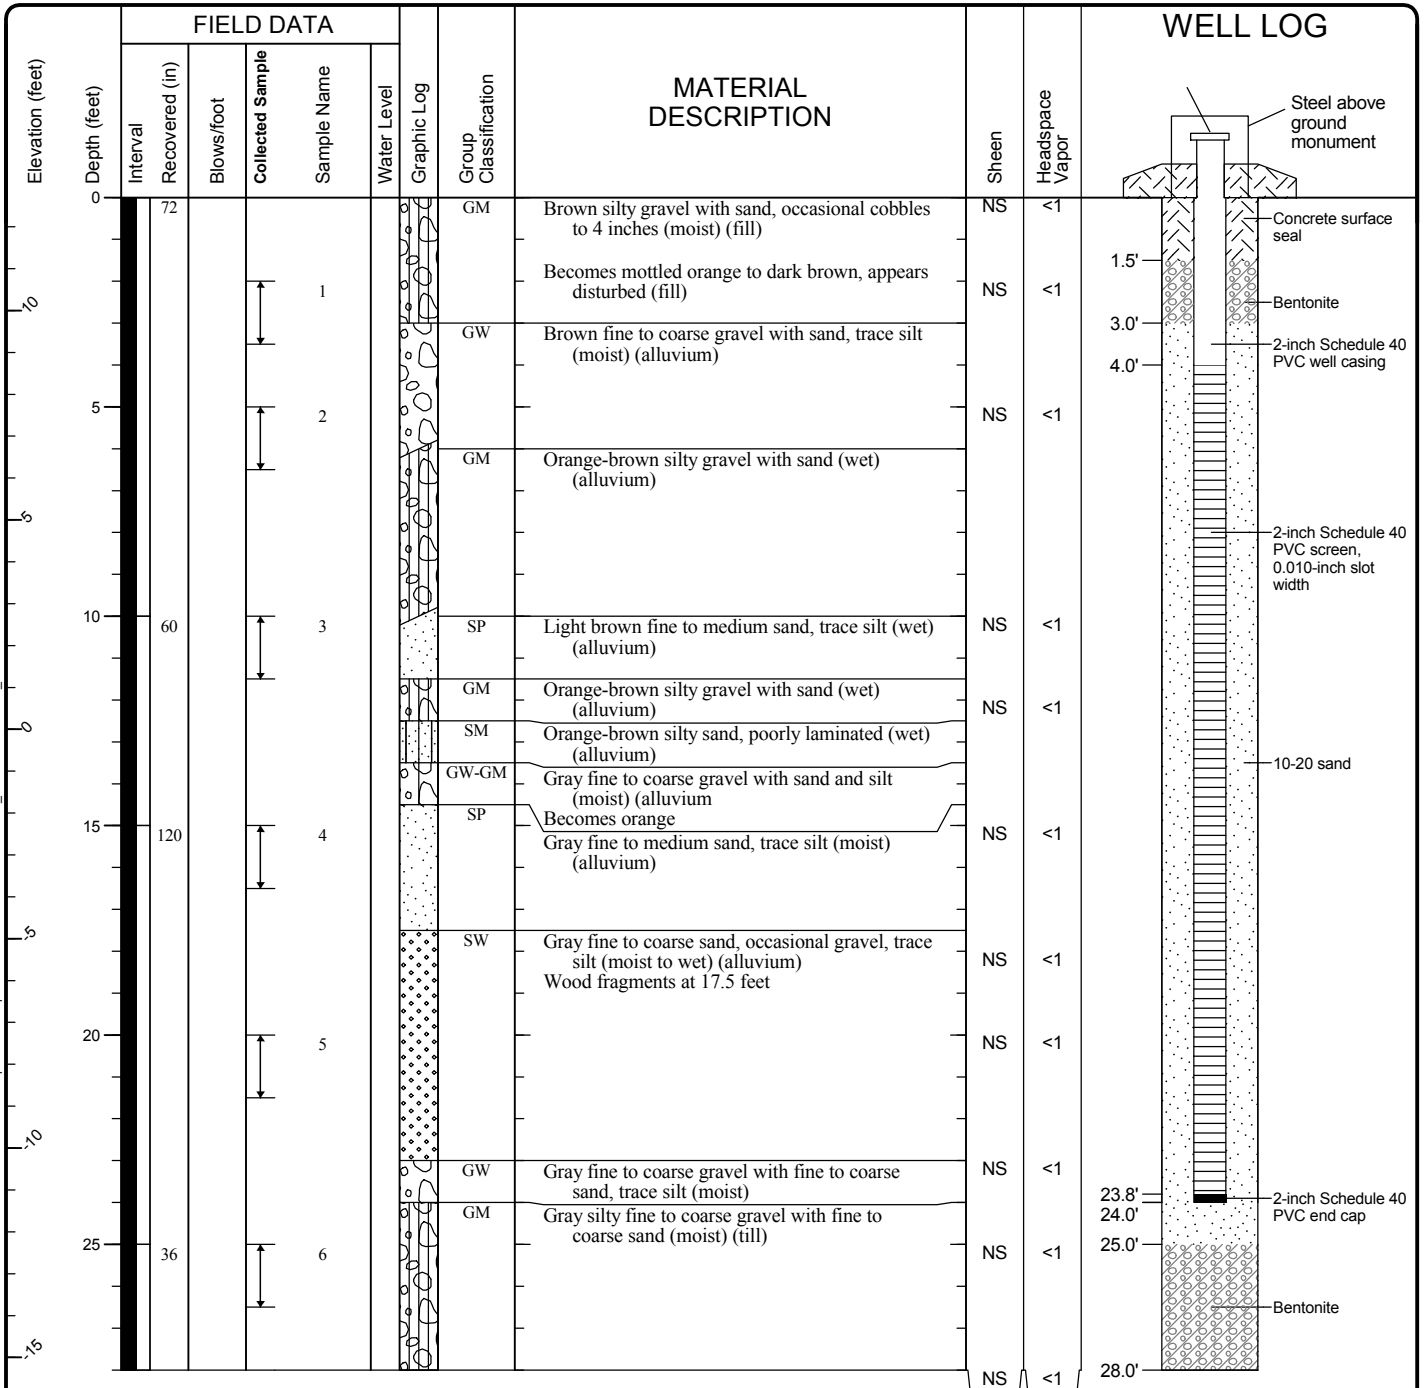 FIELD DATA
WELL LOG
Elevation (feet)
Depth (feet)
Interval
Recovered (in)
Blows/foot
Collected Sample
Sample Name
Water Level
Graphic Log
Group
Classification
MATERIAL
DESCRIPTION
Sheen
Headspace
Vapor
Steel above
ground
monument
0
72
GM
Brown silty gravel with sand, occasional cobbles
to 4 inches (moist) (fill)
NS
<1
Concrete surface
seal
1.5'
Becomes mottled orange to dark brown, appears
disturbed (fill)
1
NS
<1
10
Bentonite
3.0'
GW
Brown fine to coarse gravel with sand, trace silt
(moist) (alluvium)
2-inch Schedule 40
PVC well casing
4.0'
5
2
NS
<1
GM
Orange-brown silty gravel with sand (wet)
(alluvium)
5
2-inch Schedule 40
PVC screen,
0.010-inch slot
width
10
60
3
SP
Light brown fine to medium sand, trace silt (wet)
(alluvium)
NS
<1
GM
Orange-brown silty gravel with sand (wet)
(alluvium)
NS
<1
0
SM
Orange-brown silty sand, poorly laminated (wet)
(alluvium)
10-20 sand
GW-GM
Gray fine to coarse gravel with sand and silt
(moist) (alluvium
Becomes orange
SP
15
120
4
Gray fine to medium sand, trace silt (moist)
(alluvium)
NS
<1
-5
SW
Gray fine to coarse sand, occasional gravel, trace
silt (moist to wet) (alluvium)
Wood fragments at 17.5 feet
NS
<1
20
5
NS
<1
-10
GW
Gray fine to coarse gravel with fine to coarse
sand, trace silt (moist)
NS
<1
23.8'
24.0'
2-inch Schedule 40
PVC end cap
GM
Gray silty fine to coarse gravel with fine to
coarse sand (moist) (till)
25
36
6
NS
<1
25.0'
Bentonite
-15
28.0'
NS
<1